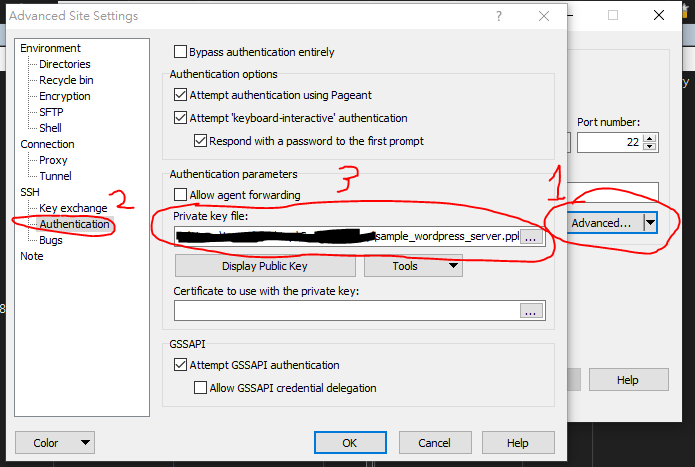 Advanced Site Settings
Environment
Directories
Recycle bin
Encryption
SFTP
Shell
Connection
Proxy
Tunnel
SSH
Key exchange
2
Authentication
Bugs
Note
Bypass authentication entirely
Authentication options
Attempt authentication using Pageant
Attempt 'keyboard-interactive' authentication
Respond with a password to the first prompt
Authentication parameters
3
Allow agent forwarding
Private key file:
sample_wordpress_server.pp
...
Display Public Key
Tools
Certificate to use with the private key:
...
GSSAPI
Attempt GSSAPI authentication
Allow GSSAPI credential delegation
Color
OK
Cancel
Help
Port number:
22
1
Advanced...
Help